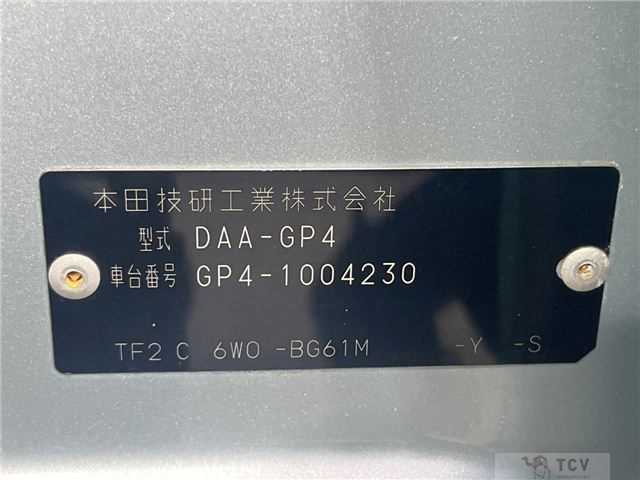 本田技研工業株式会社
型式 DAA-GP4
車台番号 GP4-1004230
TF2 C 6W0 -BG61M -Y -S
TCV